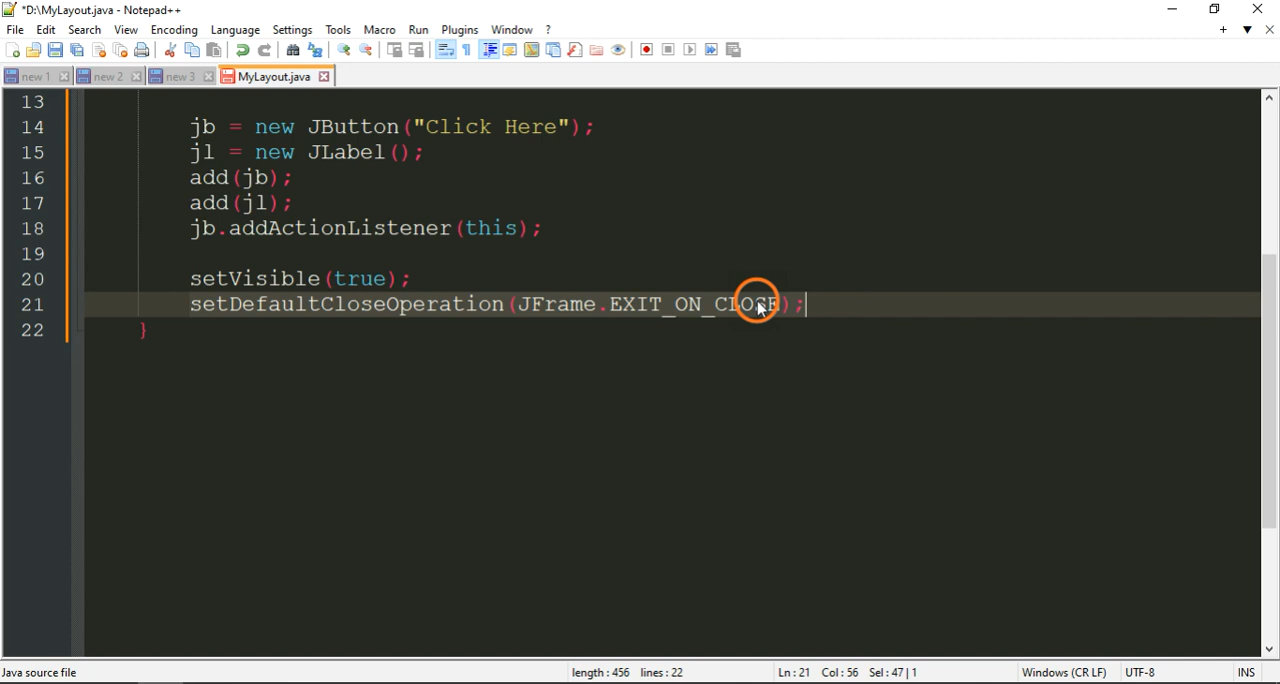 *D:\MyLayout.java - Notepad++
File Edit Search View Encoding Language Settings Tools Macro Run Plugins Window ?
new 1 new 2 new 3 MyLayout.java
13
14 jb = new JButton("Click Here");
15 jl = new JLabel();
16 add(jb);
17 add(jl);
18 jb.addActionListener(this);
19
20 setVisible(true);
21 setDefaultCloseOperation(JFrame.EXIT_ON_CLOSE);
22 }
Java source file length : 456 lines : 22 Ln : 21 Col : 56 Sel : 47 | 1 Windows (CR LF) UTF-8 INS